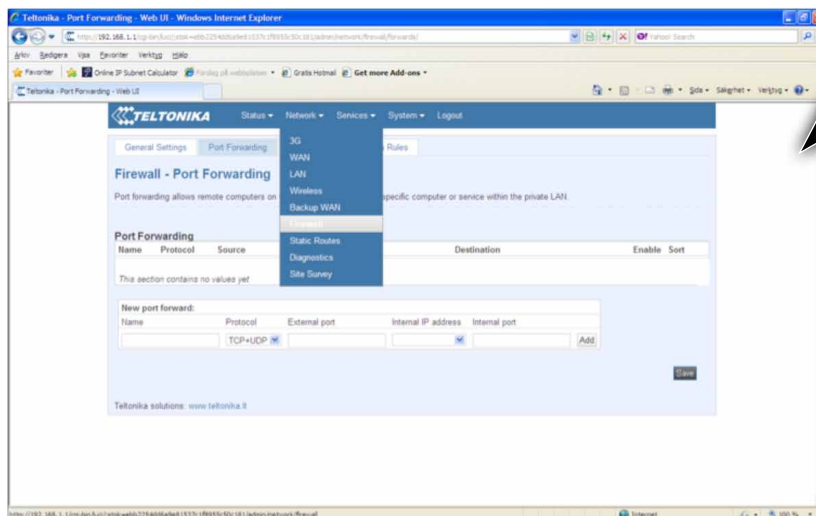 Teltonika - Port Forwarding - Web UI - Windows Internet Explorer
Yahoo! Search
Arkiv Redigera Visa Favoriter Verktyg Hjälp
Favoriter Online IP Subnet Calculator Gratis Hotmail Get more Add-ons
Teltonika - Port Forwarding - Web UI
Sida Säkerhet Verktyg
TELTONIKA Status Network Services System Logout
General Settings Port Forwarding Rules
3G
WAN
LAN
Wireless
Backup WAN
Firewall
Static Routes
Diagnostics
Site Survey
Firewall - Port Forwarding
Port forwarding allows remote computers on specific computer or service within the private LAN.
Port Forwarding
Name Protocol Source Destination Enable Sort
This section contains no values yet
New port forward:
Name Protocol External port Internal IP address Internal port
TCP+UDP Add
Save
Teltonika solutions: www.teltonika.lt
Internet 100 %